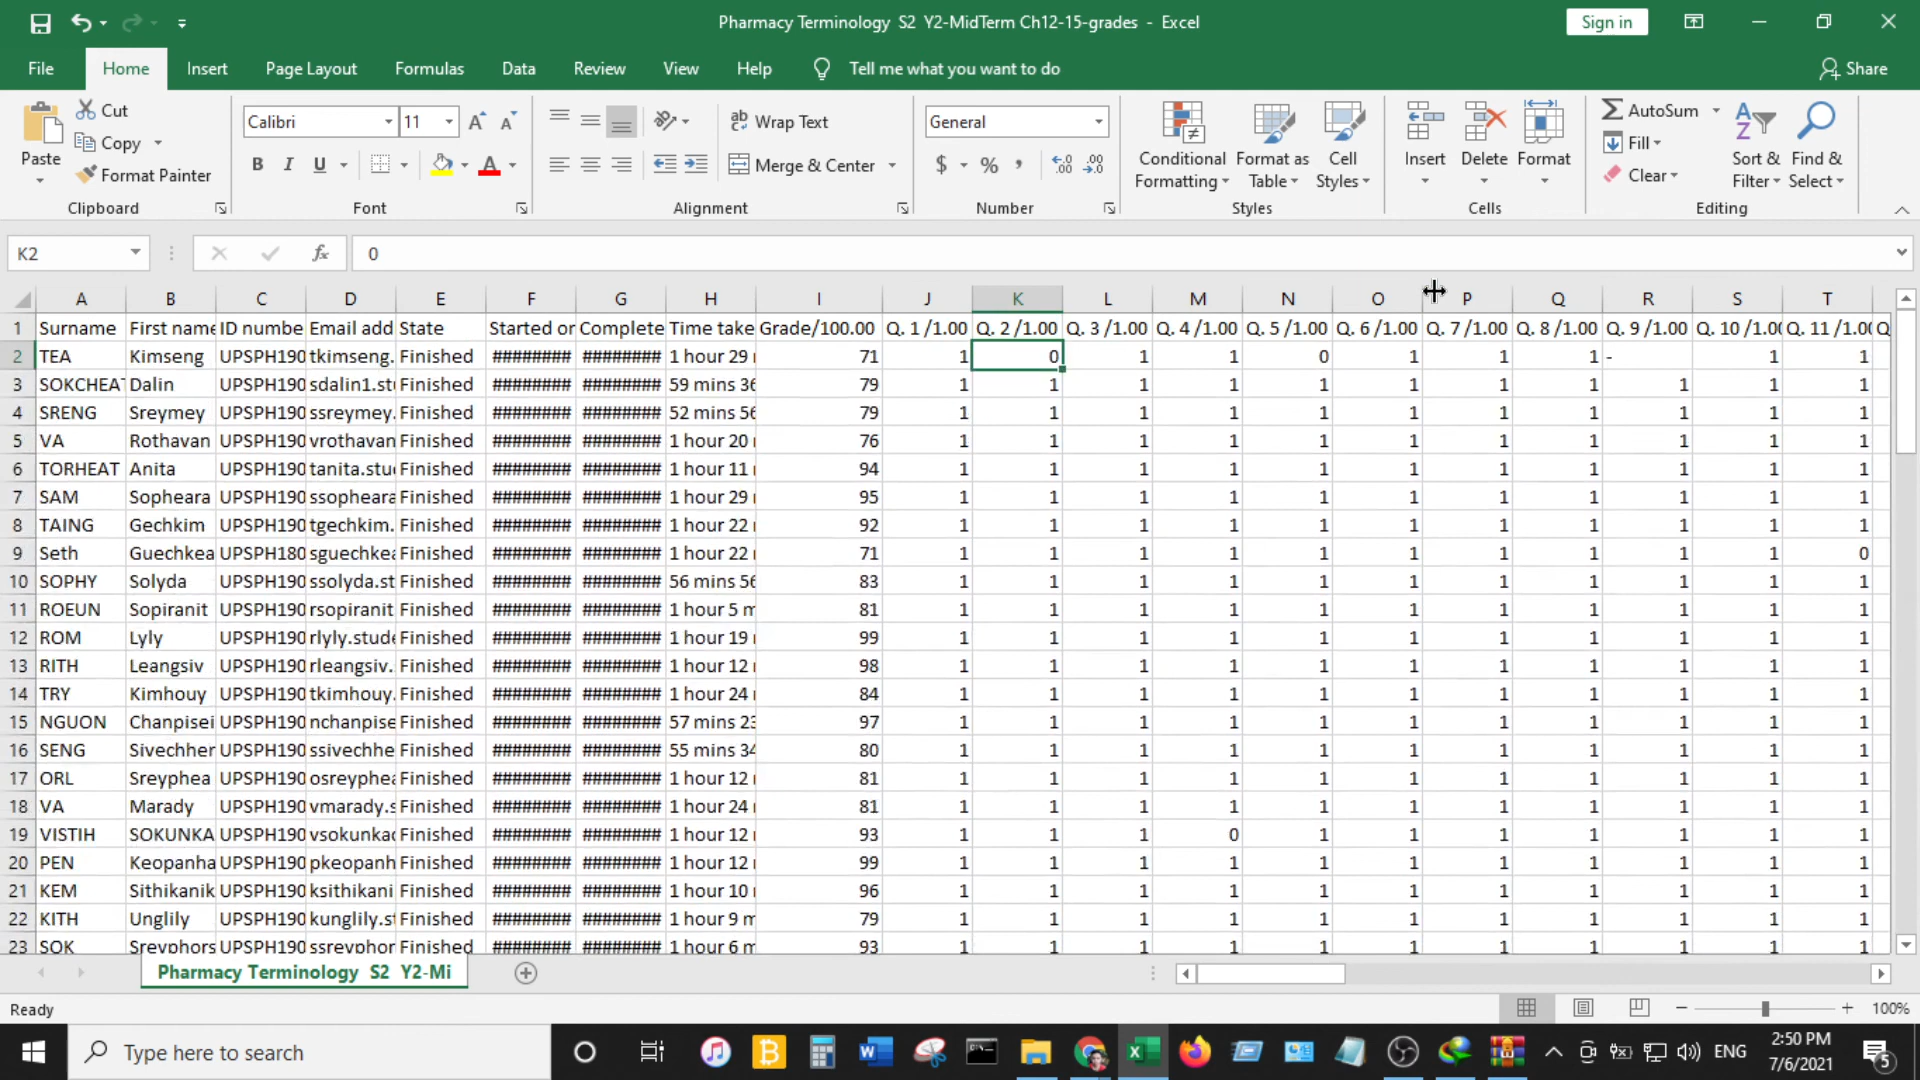 Pharmacy Terminology S2 Y2-MidTerm Ch12-15-grades - Excel
Sign in
File Home Insert Page Layout Formulas Data Review View Help Tell me what you want to do Share
Paste Cut Copy Format Painter Clipboard
Calibri 11 B I U A Font
Wrap Text Merge & Center Alignment
General $ % , Number
Conditional Formatting Format as Table Cell Styles Styles
Insert Delete Format Cells
AutoSum Fill Clear Sort & Filter Find & Select Editing
K2 fx 0
A B C D E F G H I J K L M N O P Q R S T
1 Surname First name ID numbe Email add State Started or Complete Time take Grade/100.00 Q. 1 /1.00 Q. 2 /1.00 Q. 3 /1.00 Q. 4 /1.00 Q. 5 /1.00 Q. 6 /1.00 Q. 7 /1.00 Q. 8 /1.00 Q. 9 /1.00 Q. 10 /1.00 Q. 11 /1.00 Q
2 TEA Kimseng UPSPH190 tkimseng. Finished ######## ######## 1 hour 29 71 1 0 1 1 0 1 1 1 - 1 1
3 SOKCHEAT Dalin UPSPH190 sdalin1.stu Finished ######## ######## 59 mins 36 79 1 1 1 1 1 1 1 1 1 1 1
4 SRENG Sreymey UPSPH190 ssreymey. Finished ######## ######## 52 mins 56 79 1 1 1 1 1 1 1 1 1 1 1
5 VA Rothavan UPSPH190 vrothavan Finished ######## ######## 1 hour 20 76 1 1 1 1 1 1 1 1 1 1 1
6 TORHEAT Anita UPSPH190 tanita.stu Finished ######## ######## 1 hour 11 94 1 1 1 1 1 1 1 1 1 1 1
7 SAM Sopheara UPSPH190 ssopheara Finished ######## ######## 1 hour 29 95 1 1 1 1 1 1 1 1 1 1 1
8 TAING Gechkim UPSPH190 tgechkim. Finished ######## ######## 1 hour 22 92 1 1 1 1 1 1 1 1 1 1 1
9 Seth Guechkea UPSPH180 sguechkea Finished ######## ######## 1 hour 22 71 1 1 1 1 1 1 1 1 1 1 0
10 SOPHY Solyda UPSPH190 ssolyda.st Finished ######## ######## 56 mins 56 83 1 1 1 1 1 1 1 1 1 1 1
11 ROEUN Sopiranit UPSPH190 rsopiranit Finished ######## ######## 1 hour 5 m 81 1 1 1 1 1 1 1 1 1 1 1
12 ROM Lyly UPSPH190 rlyly.stude Finished ######## ######## 1 hour 19 99 1 1 1 1 1 1 1 1 1 1 1
13 RITH Leangsiv UPSPH190 rleangsiv. Finished ######## ######## 1 hour 12 98 1 1 1 1 1 1 1 1 1 1 1
14 TRY Kimhouy UPSPH190 tkimhouy. Finished ######## ######## 1 hour 24 84 1 1 1 1 1 1 1 1 1 1 1
15 NGUON Chanpisei UPSPH190 nchanpise Finished ######## ######## 57 mins 23 97 1 1 1 1 1 1 1 1 1 1 1
16 SENG Sivechher UPSPH190 ssivechhe Finished ######## ######## 55 mins 34 80 1 1 1 1 1 1 1 1 1 1 1
17 ORL Sreyphea UPSPH190 osreyphea Finished ######## ######## 1 hour 12 81 1 1 1 1 1 1 1 1 1 1 1
18 VA Marady UPSPH190 vmarady.s Finished ######## ######## 1 hour 24 81 1 1 1 1 1 1 1 1 1 1 1
19 VISTIH SOKUNKA UPSPH190 vsokunkad Finished ######## ######## 1 hour 12 93 1 1 1 0 1 1 1 1 1 1 1
20 PEN Keopanha UPSPH190 pkeopanh Finished ######## ######## 1 hour 12 99 1 1 1 1 1 1 1 1 1 1 1
21 KEM Sithikanik UPSPH190 ksithikani Finished ######## ######## 1 hour 10 96 1 1 1 1 1 1 1 1 1 1 1
22 KITH Unglily UPSPH190 kunglily.st Finished ######## ######## 1 hour 9 m 79 1 1 1 1 1 1 1 1 1 1 1
23 SOK Sreyphors UPSPH190 ssreyphor Finished ######## ######## 1 hour 6 m 93 1 1 1 1 1 1 1 1 1 1 1
Pharmacy Terminology S2 Y2-Mi
Ready 100%
Type here to search
ENG 2:50 PM
7/6/2021 5